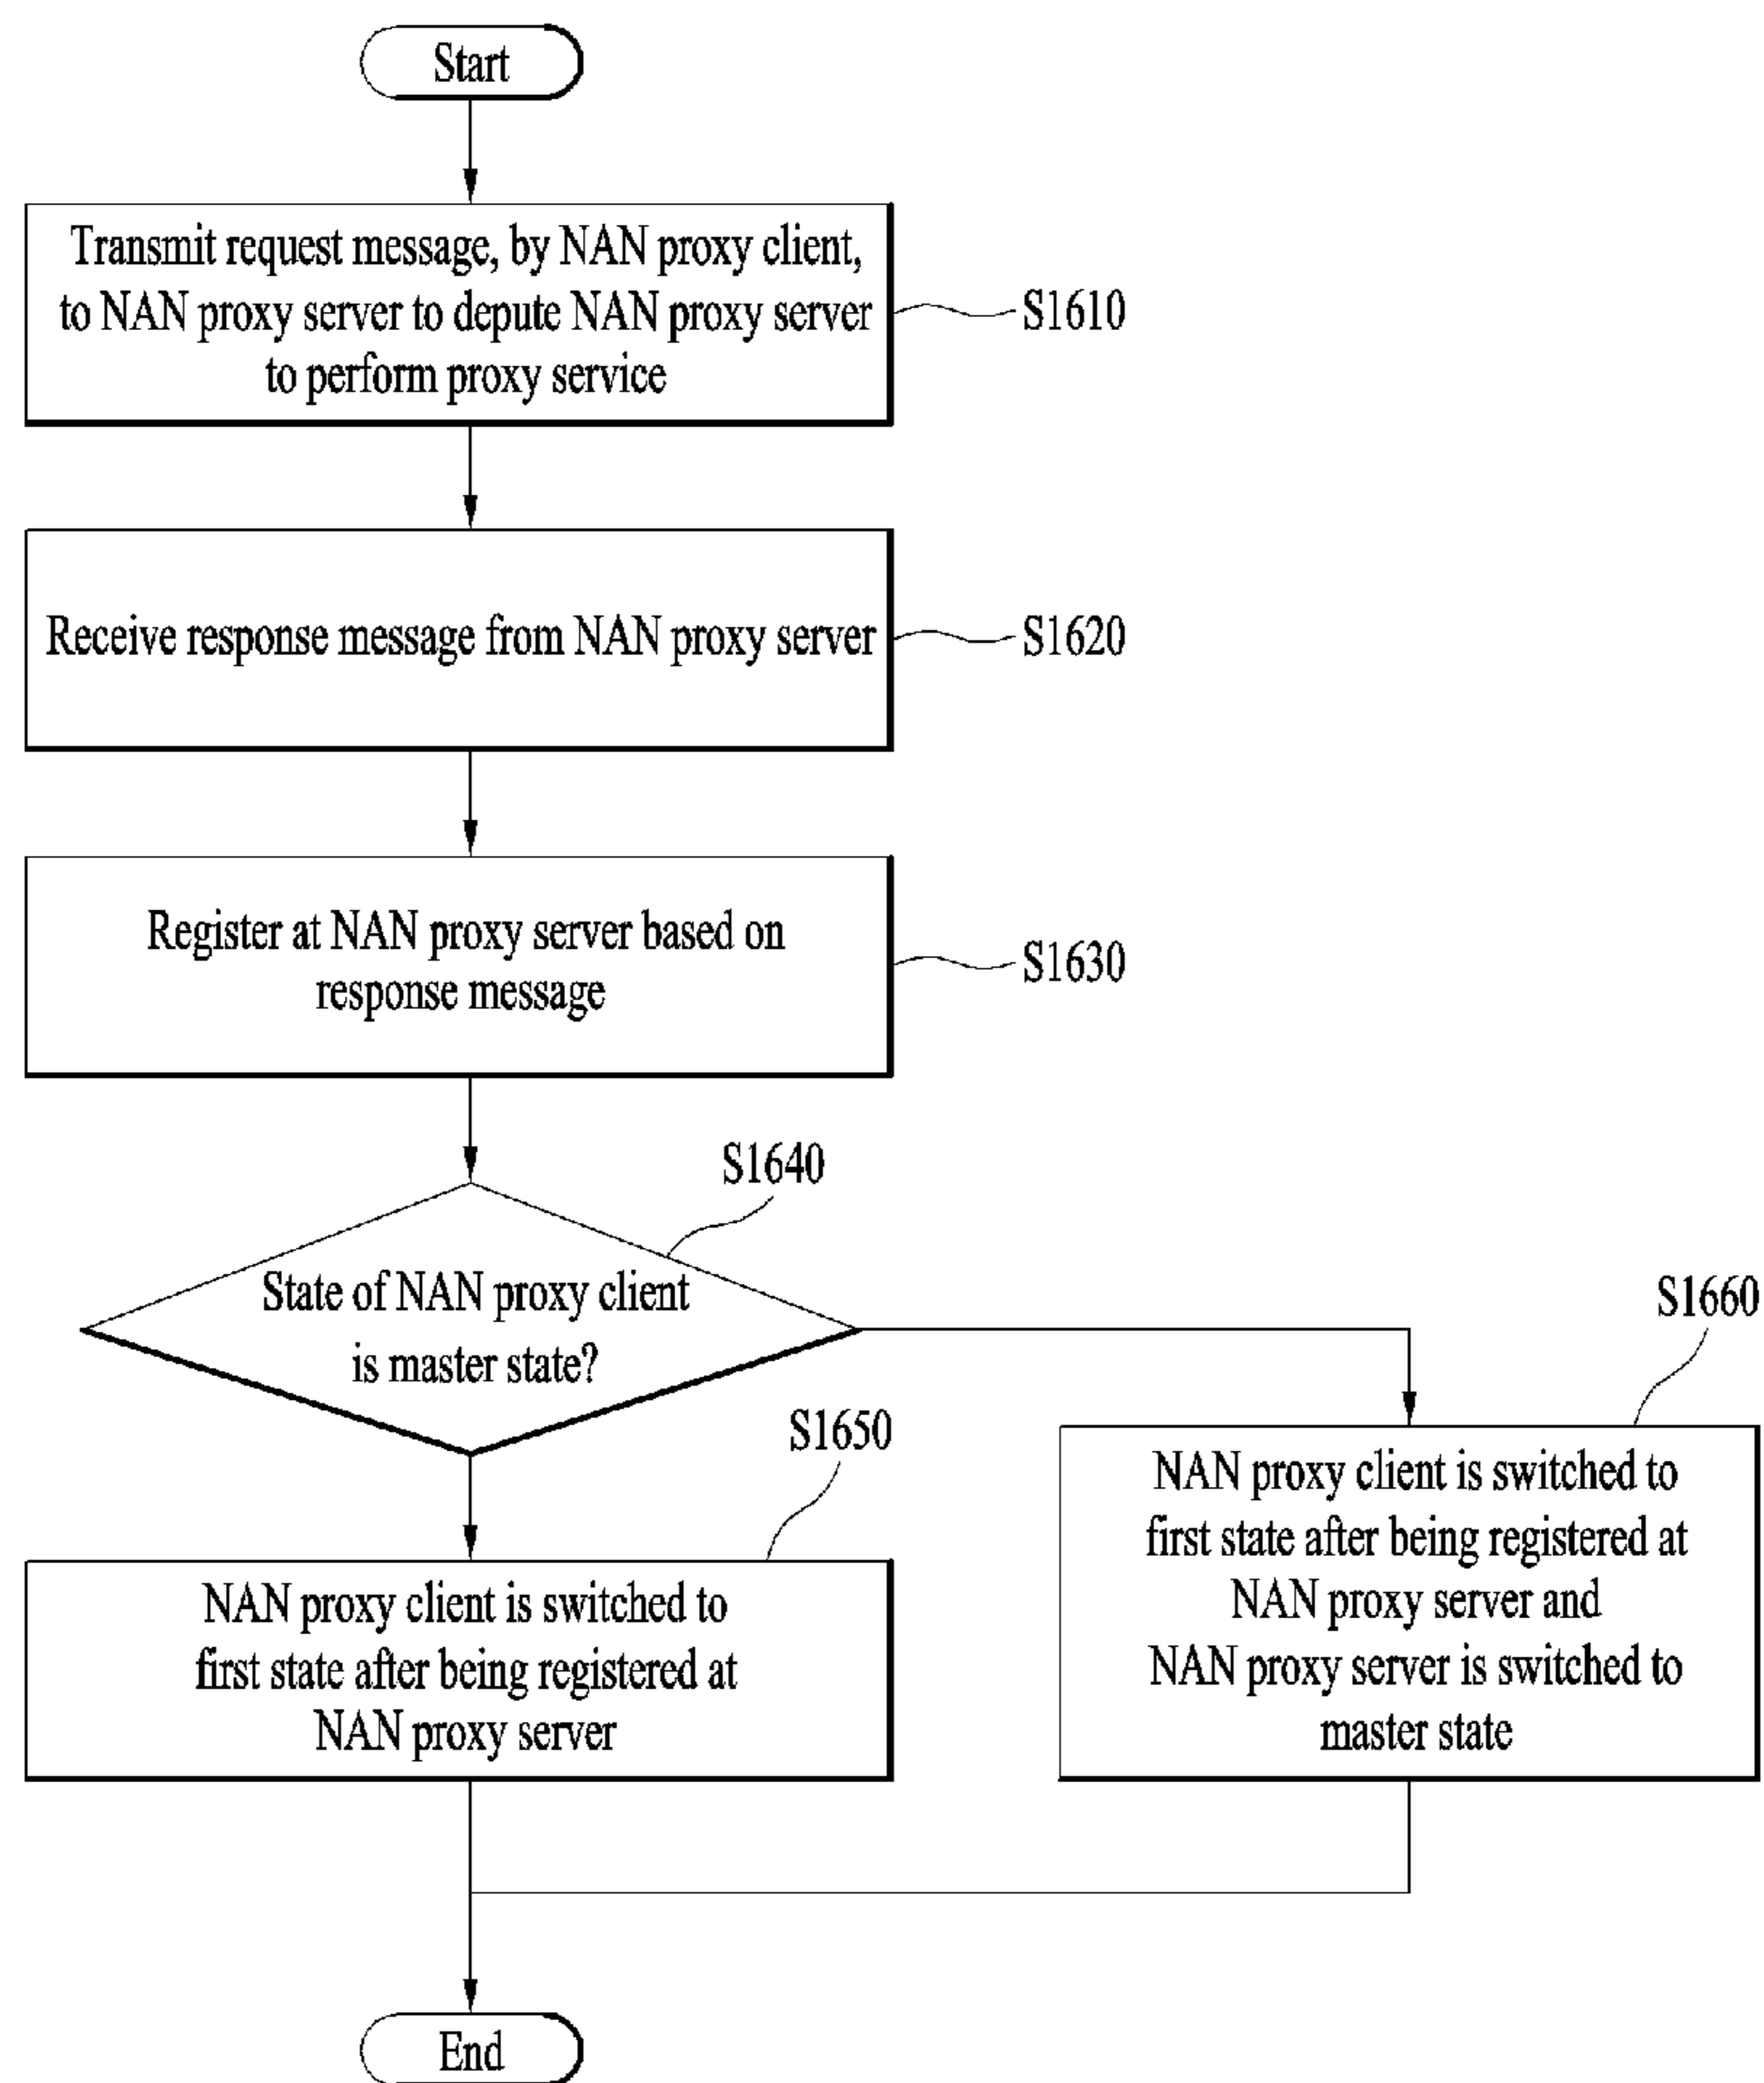 Start
Transmit request message, by NAN proxy client,
to NAN proxy server to depute NAN proxy server
to perform proxy service
S1610
Receive response message from NAN proxy server
S1620
Register at NAN proxy server based on
response message
S1630
S1640
State of NAN proxy client
is master state?
S1650
NAN proxy client is switched to
first state after being registered at
NAN proxy server
S1660
NAN proxy client is switched to
first state after being registered at
NAN proxy server and
NAN proxy server is switched to
master state
End